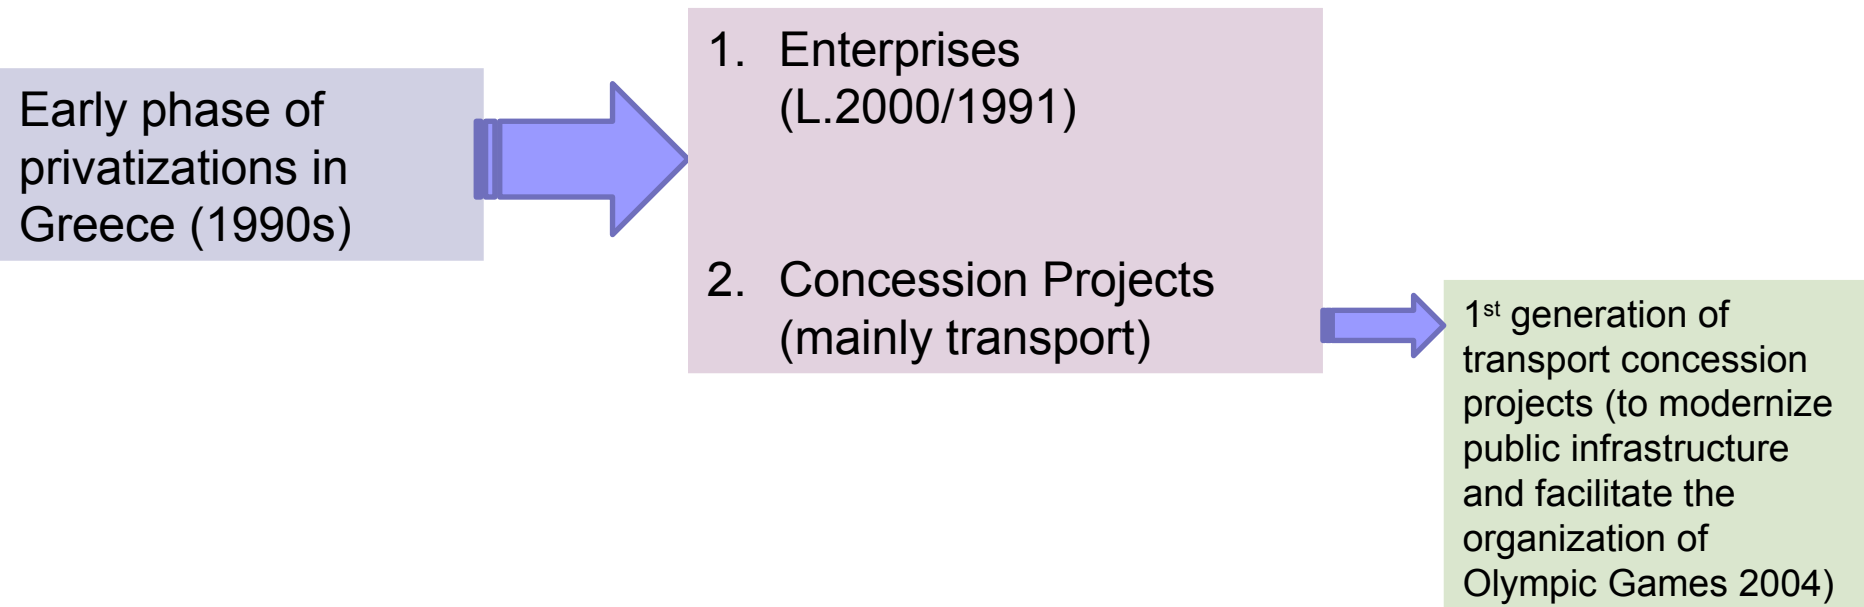 Early phase of
privatizations in
Greece (1990s)
1. Enterprises
(L.2000/1991)
2. Concession Projects
(mainly transport)
1st generation of
transport concession
projects (to modernize
public infrastructure
and facilitate the
organization of
Olympic Games 2004)